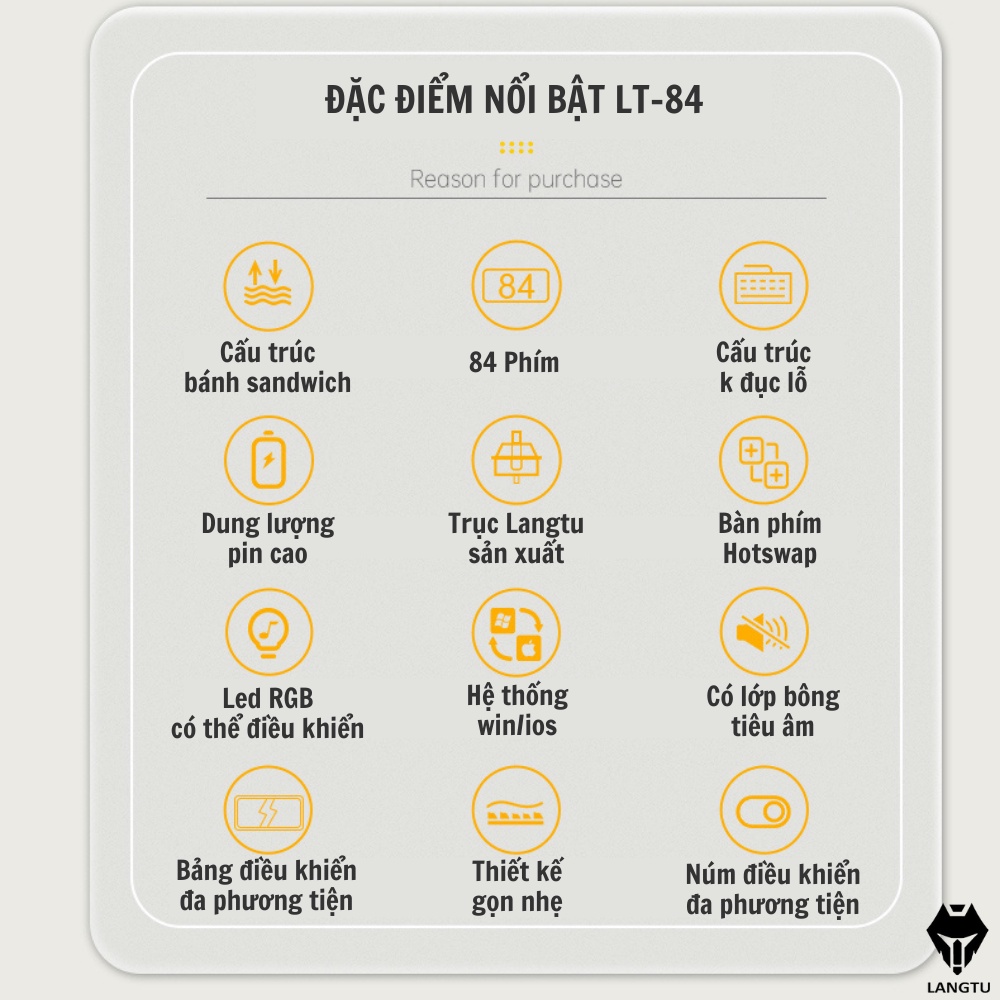 ĐẶC ĐIỂM NỔI BẬT LT-84
Reason for purchase
84
Cấu trúc
bánh sandwich
84 Phím
Cấu trúc
k đục lỗ
Dung lượng
pin cao
Trục Langtu
sản xuất
Bàn phím
Hotswap
Led RGB
có thể điều khiển
Hệ thống
win/ios
Có lớp bông
tiêu âm
Bảng điều khiển
đa phương tiện
Thiết kế
gọn nhẹ
Núm điều khiển
đa phương tiện
LANGTU